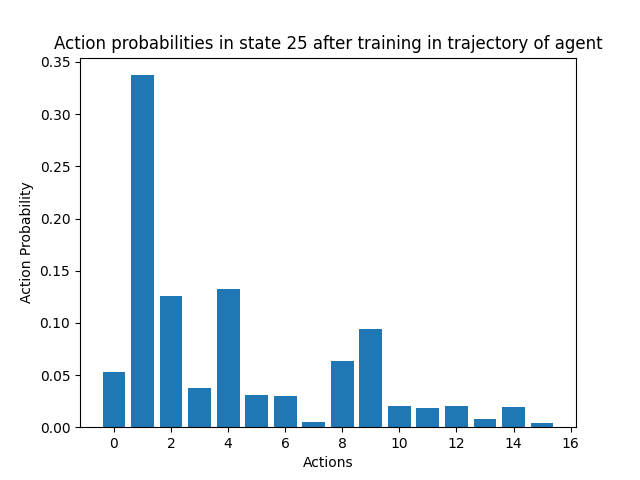 Action probabilities in state 25 after training in trajectory of agent
0.35
0.30
0.25
0.20
0.15
0.10
0.05
0.00
Action Probability
0 2 4 6 8 10 12 14 16
Actions